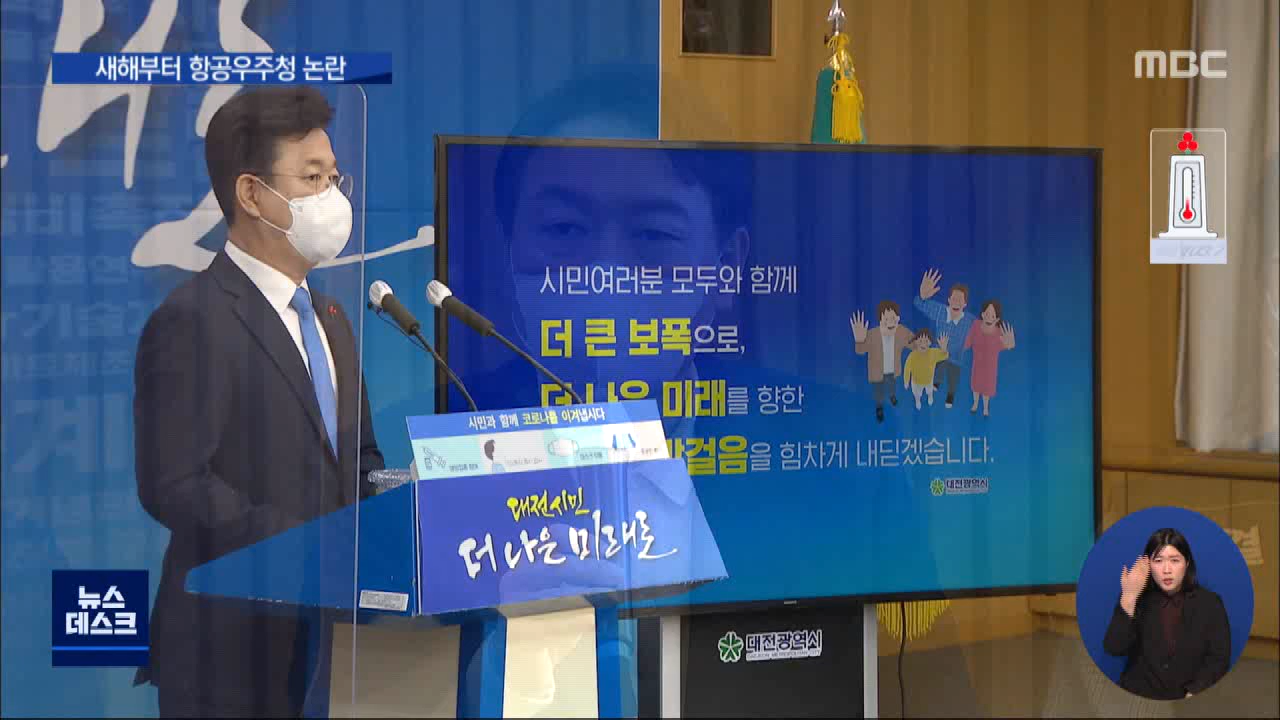 새해부터 항공우주청 논란
MBC
시민여러분 모두와 함께
더 큰 보폭으로,
더 나은 미래를 향한
걸음을 힘차게 내딛겠습니다.
대전광역시
시민과 함께 코로나를 이겨냅시다
대전시민
더 나은 미래로
뉴스
데스크
대전광역시
DAEJEON METROPOLITAN CITY